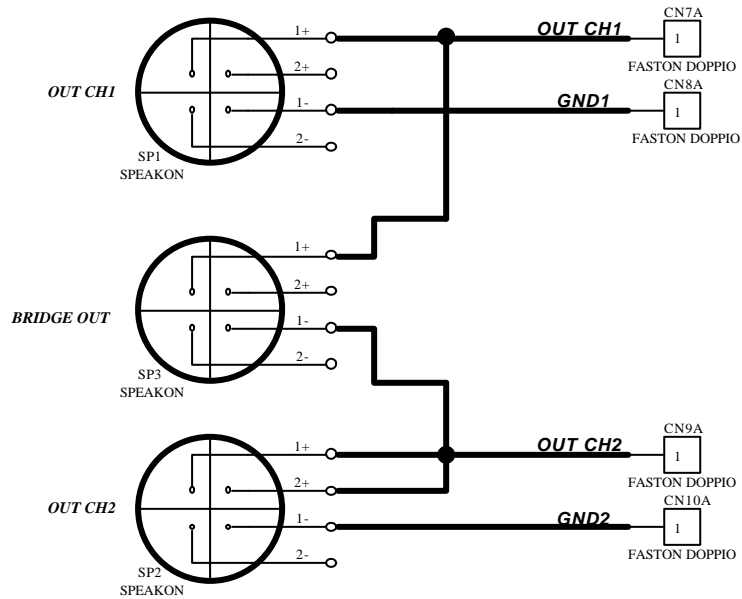 1+
OUT CH1
CN7A
1
FASTON DOPPIO
2+
OUT CH1
1-
GND1
CN8A
1
FASTON DOPPIO
2-
SP1
SPEAKON
1+
2+
BRIDGE OUT
1-
2-
SP3
SPEAKON
1+
OUT CH2
CN9A
1
FASTON DOPPIO
2+
OUT CH2
1-
GND2
CN10A
1
FASTON DOPPIO
2-
SP2
SPEAKON